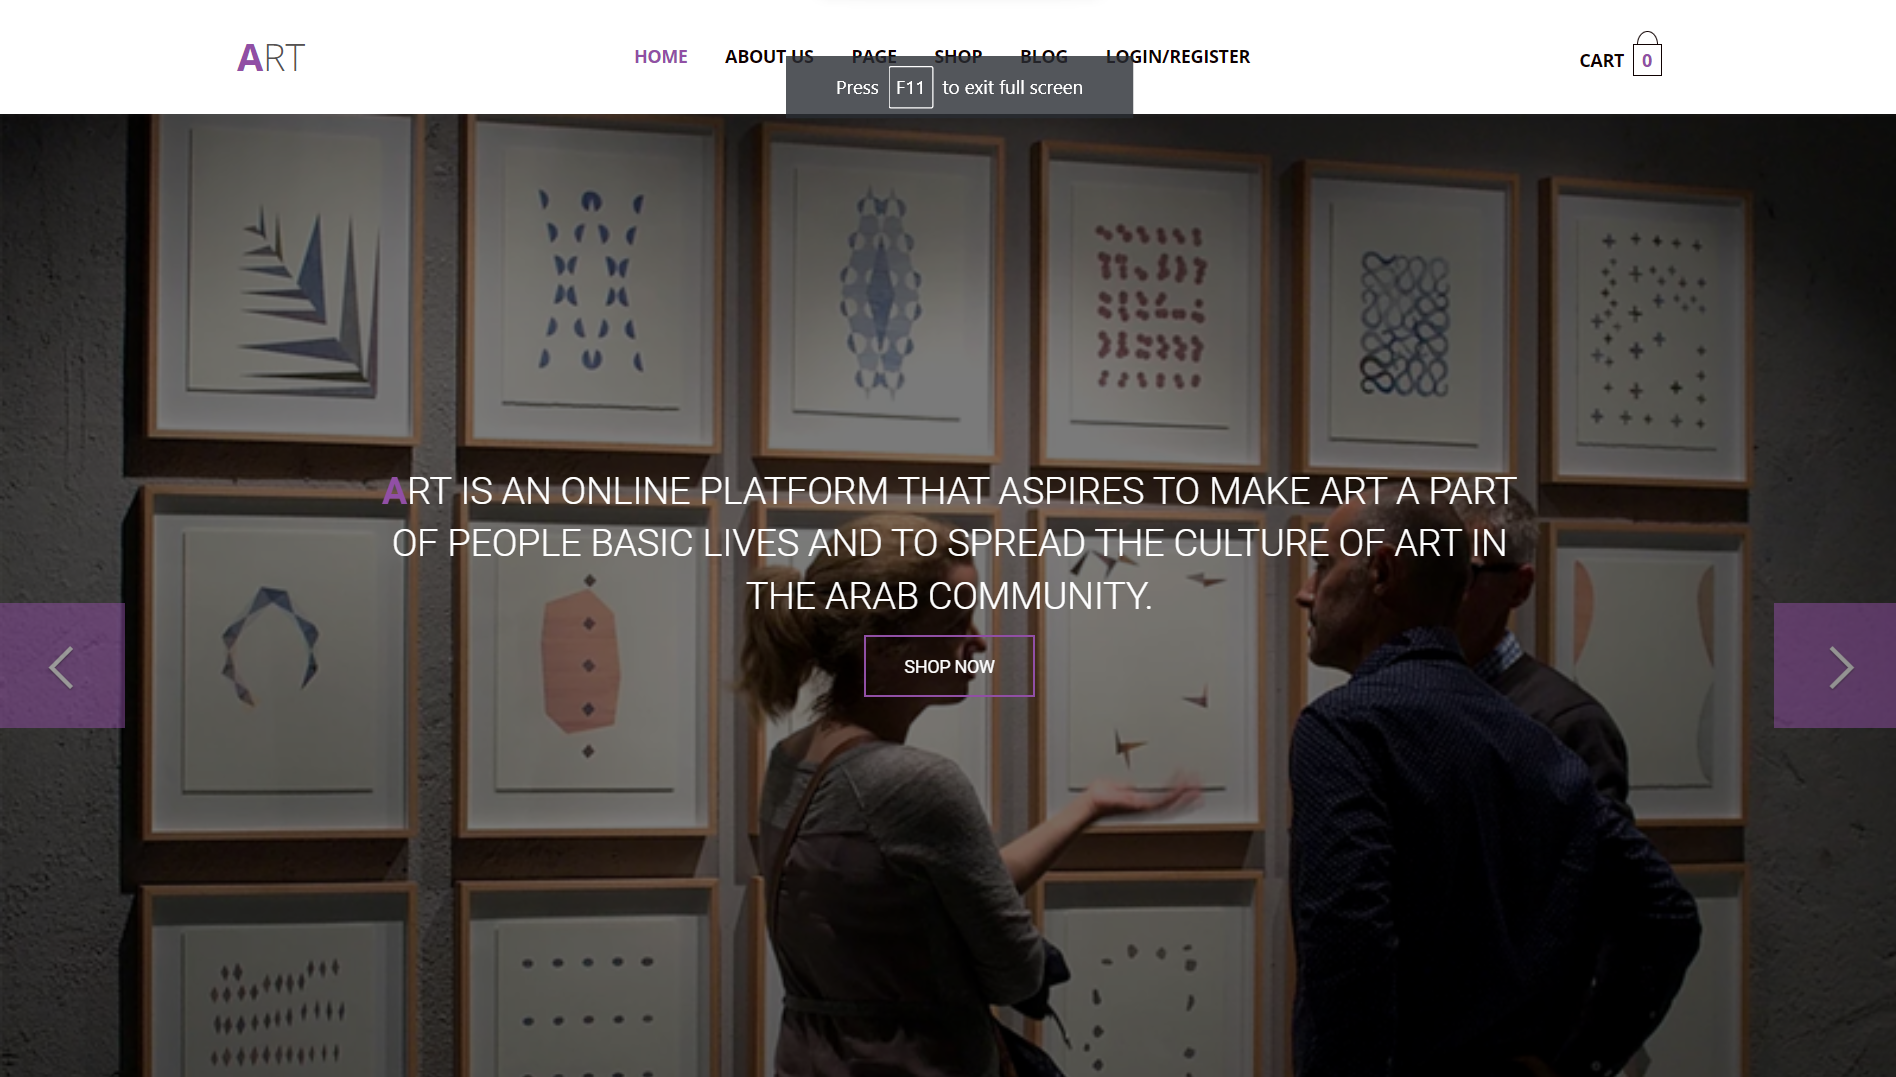 ART
HOME ABOUT US PAGE SHOP BLOG LOGIN/REGISTER
CART 0
Press F11 to exit full screen
ART IS AN ONLINE PLATFORM THAT ASPIRES TO MAKE ART A PART
OF PEOPLE BASIC LIVES AND TO SPREAD THE CULTURE OF ART IN
THE ARAB COMMUNITY.
SHOP NOW